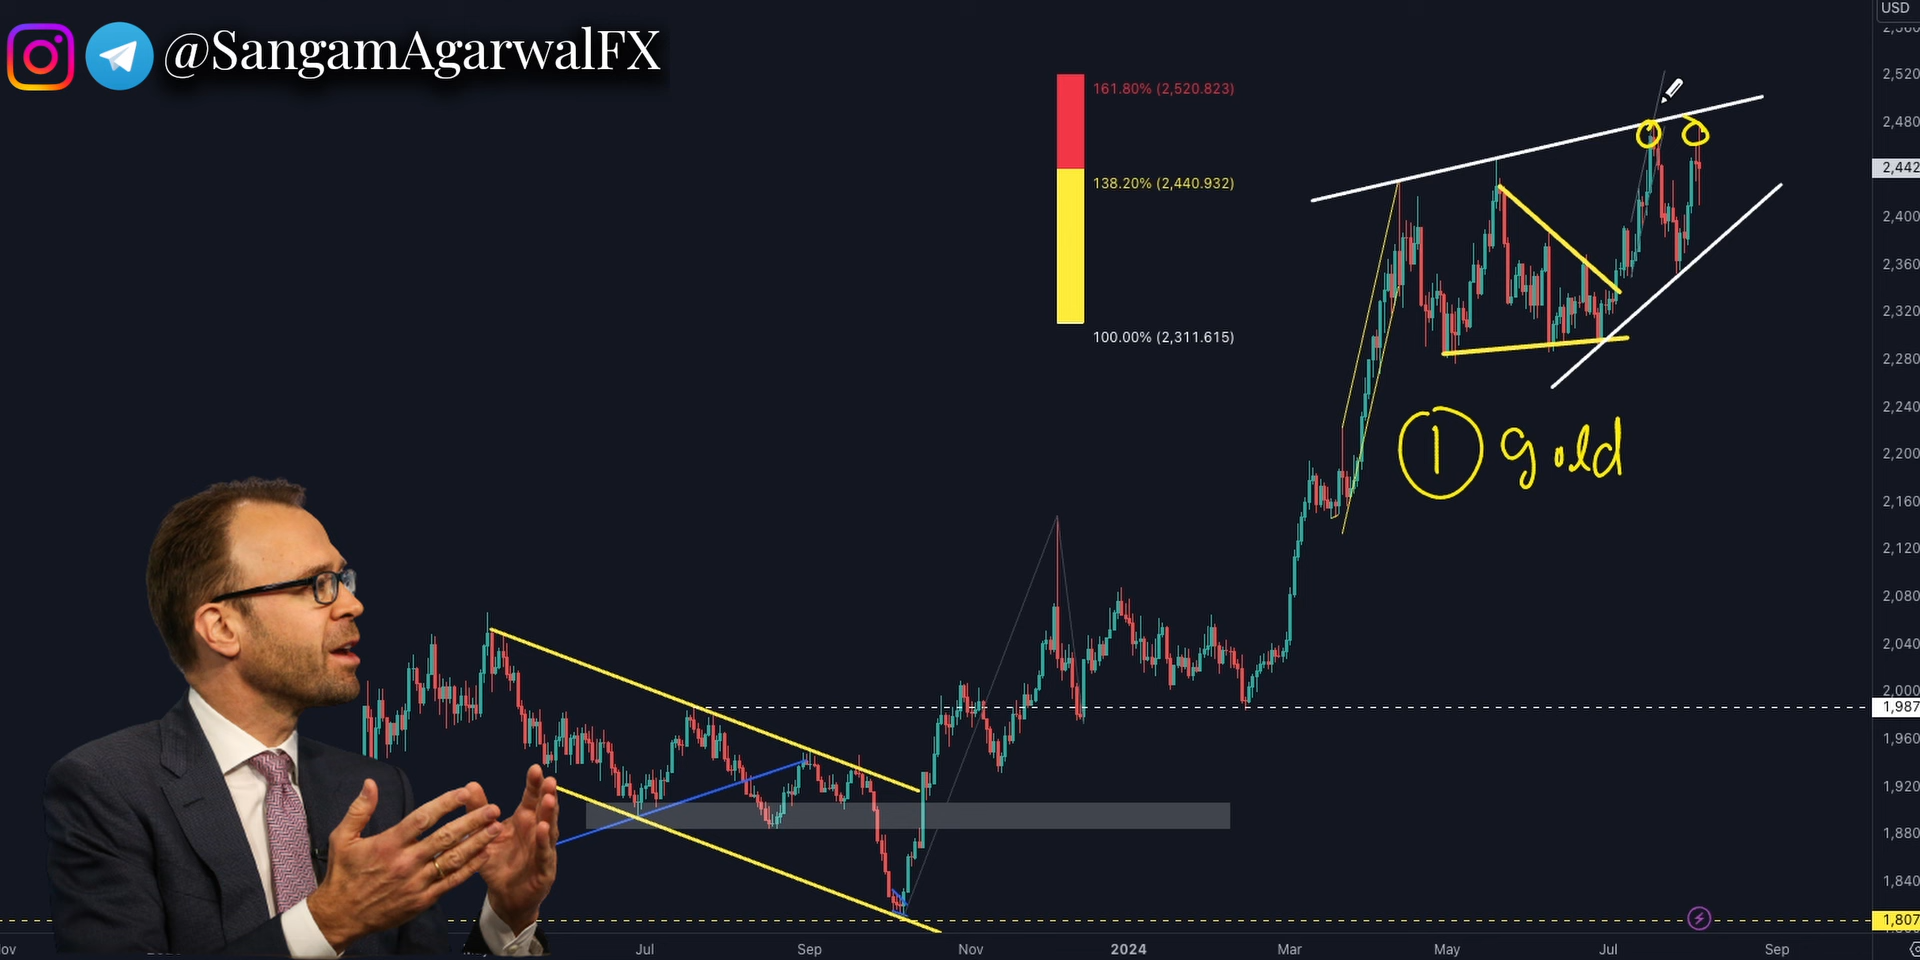 @SangamAgarwalFX
USD
2,520
161.80% (2,520.823)
2,480
2,442
138.20% (2,440.932)
2,400
2,360
2,320
100.00% (2,311.615)
2,280
2,240
1 gold
2,200
2,160
2,120
2,080
2,040
2,000
1,987
1,960
1,920
1,880
1,840
1,807
Jul
Sep
Nov
2024
Mar
May
Jul
Sep